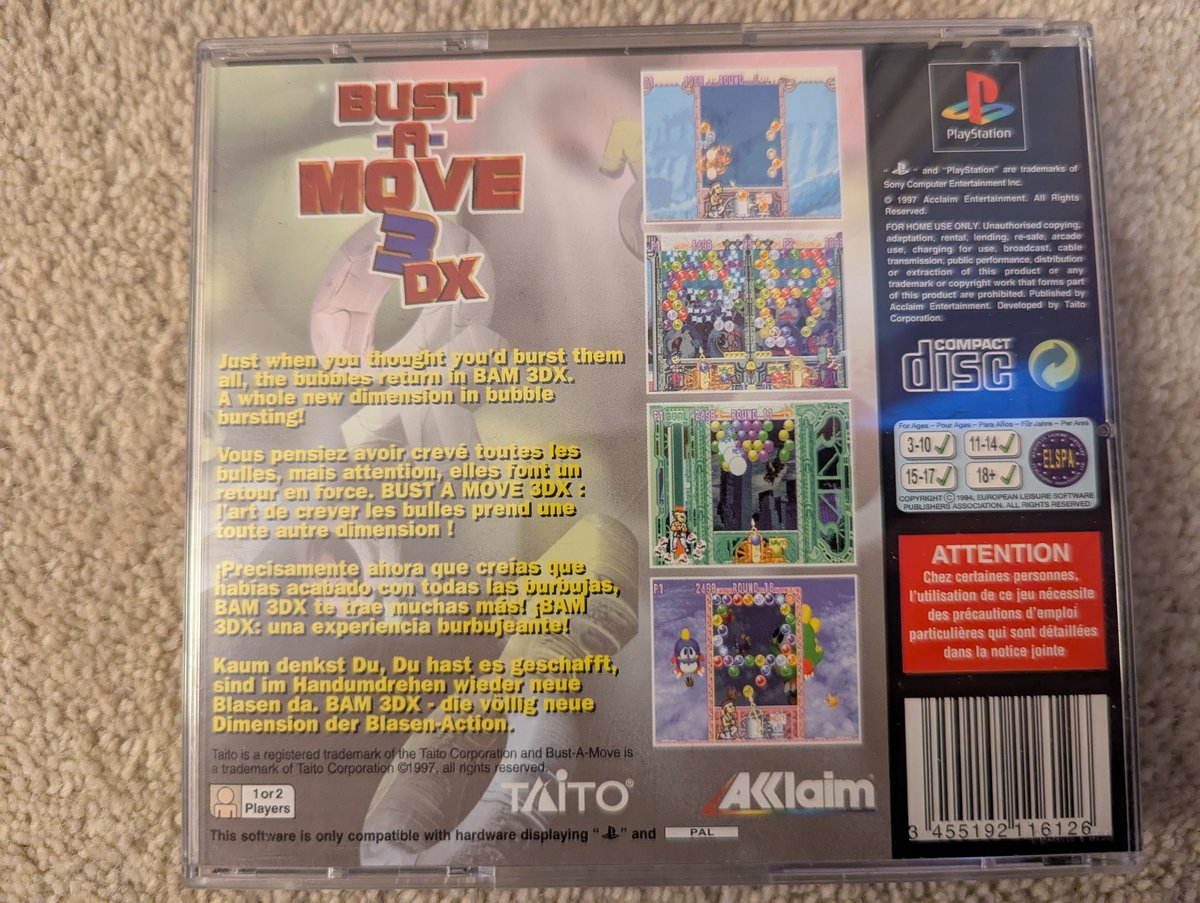 BUST
-A-
MOVE
3
DX
Just when you thought you'd burst them
all, the bubbles return in BAM 3DX.
A whole new dimension in bubble
bursting!
Vous pensiez avoir crevé toutes les
bulles, mais attention, elles font un
retour en force. BUST A MOVE 3DX :
l'art de crever les bulles prend une
toute autre dimension !
¡Precisamente ahora que creías que
habías acabado con todas las burbujas,
BAM 3DX te trae muchas más! ¡BAM
3DX: una experiencia burbujeante!
Kaum denkst Du, Du hast es geschafft,
sind im Handumdrehen wieder neue
Blasen da. BAM 3DX - die völlig neue
Dimension der Blasen-Action.
Taito is a registered trademark of the Taito Corporation and Bust-A-Move is
a trademark of Taito Corporation ©1997, all rights reserved.
TAITO®
AKKlaim
1 or 2
Players
This software is only compatible with hardware displaying " " and PAL
P1 ROUND
P1 P2
P1 2490 ROUND 11
P1 2490 ROUND 16
PlayStation
" " and "PlayStation" are trademarks of
Sony Computer Entertainment Inc.
© 1997 Acclaim Entertainment. All Rights
Reserved.
FOR HOME USE ONLY. Unauthorised copying,
adaptation, rental, lending, re-sale, arcade
use, charging for use, broadcast, cable
transmission, public performance, distribution
or extraction of this product or any
trademark or copyright work that forms part
of this product are prohibited. Published by
Acclaim Entertainment. Developed by Taito
Corporation.
COMPACT
disc
For Ages – Pour Ages – Para Años – Für Jahre – Per Anni
3-10 11-14
15-17 18+
ELSPA
COPYRIGHT © 1994, EUROPEAN LEISURE SOFTWARE
PUBLISHERS ASSOCIATION. ALL RIGHTS RESERVED
ATTENTION
Chez certaines personnes,
l'utilisation de ce jeu nécessite
des précautions d'emploi
particulières qui sont détaillées
dans la notice jointe
3 455192 116126